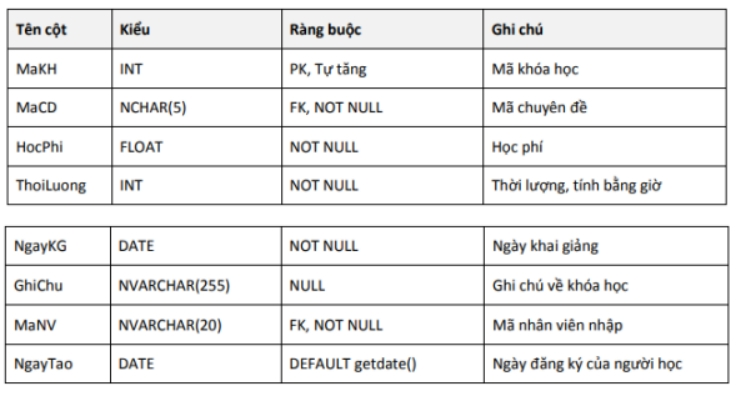 Tên cột Kiểu Ràng buộc Ghi chú
MaKH INT PK, Tự tăng Mã khóa học
MaCD NCHAR(5) FK, NOT NULL Mã chuyên đề
HocPhi FLOAT NOT NULL Học phí
ThoiLuong INT NOT NULL Thời lượng, tính bằng giờ
NgayKG DATE NOT NULL Ngày khai giảng
GhiChu NVARCHAR(255) NULL Ghi chú về khóa học
MaNV NVARCHAR(20) FK, NOT NULL Mã nhân viên nhập
NgayTao DATE DEFAULT getdate() Ngày đăng ký của người học